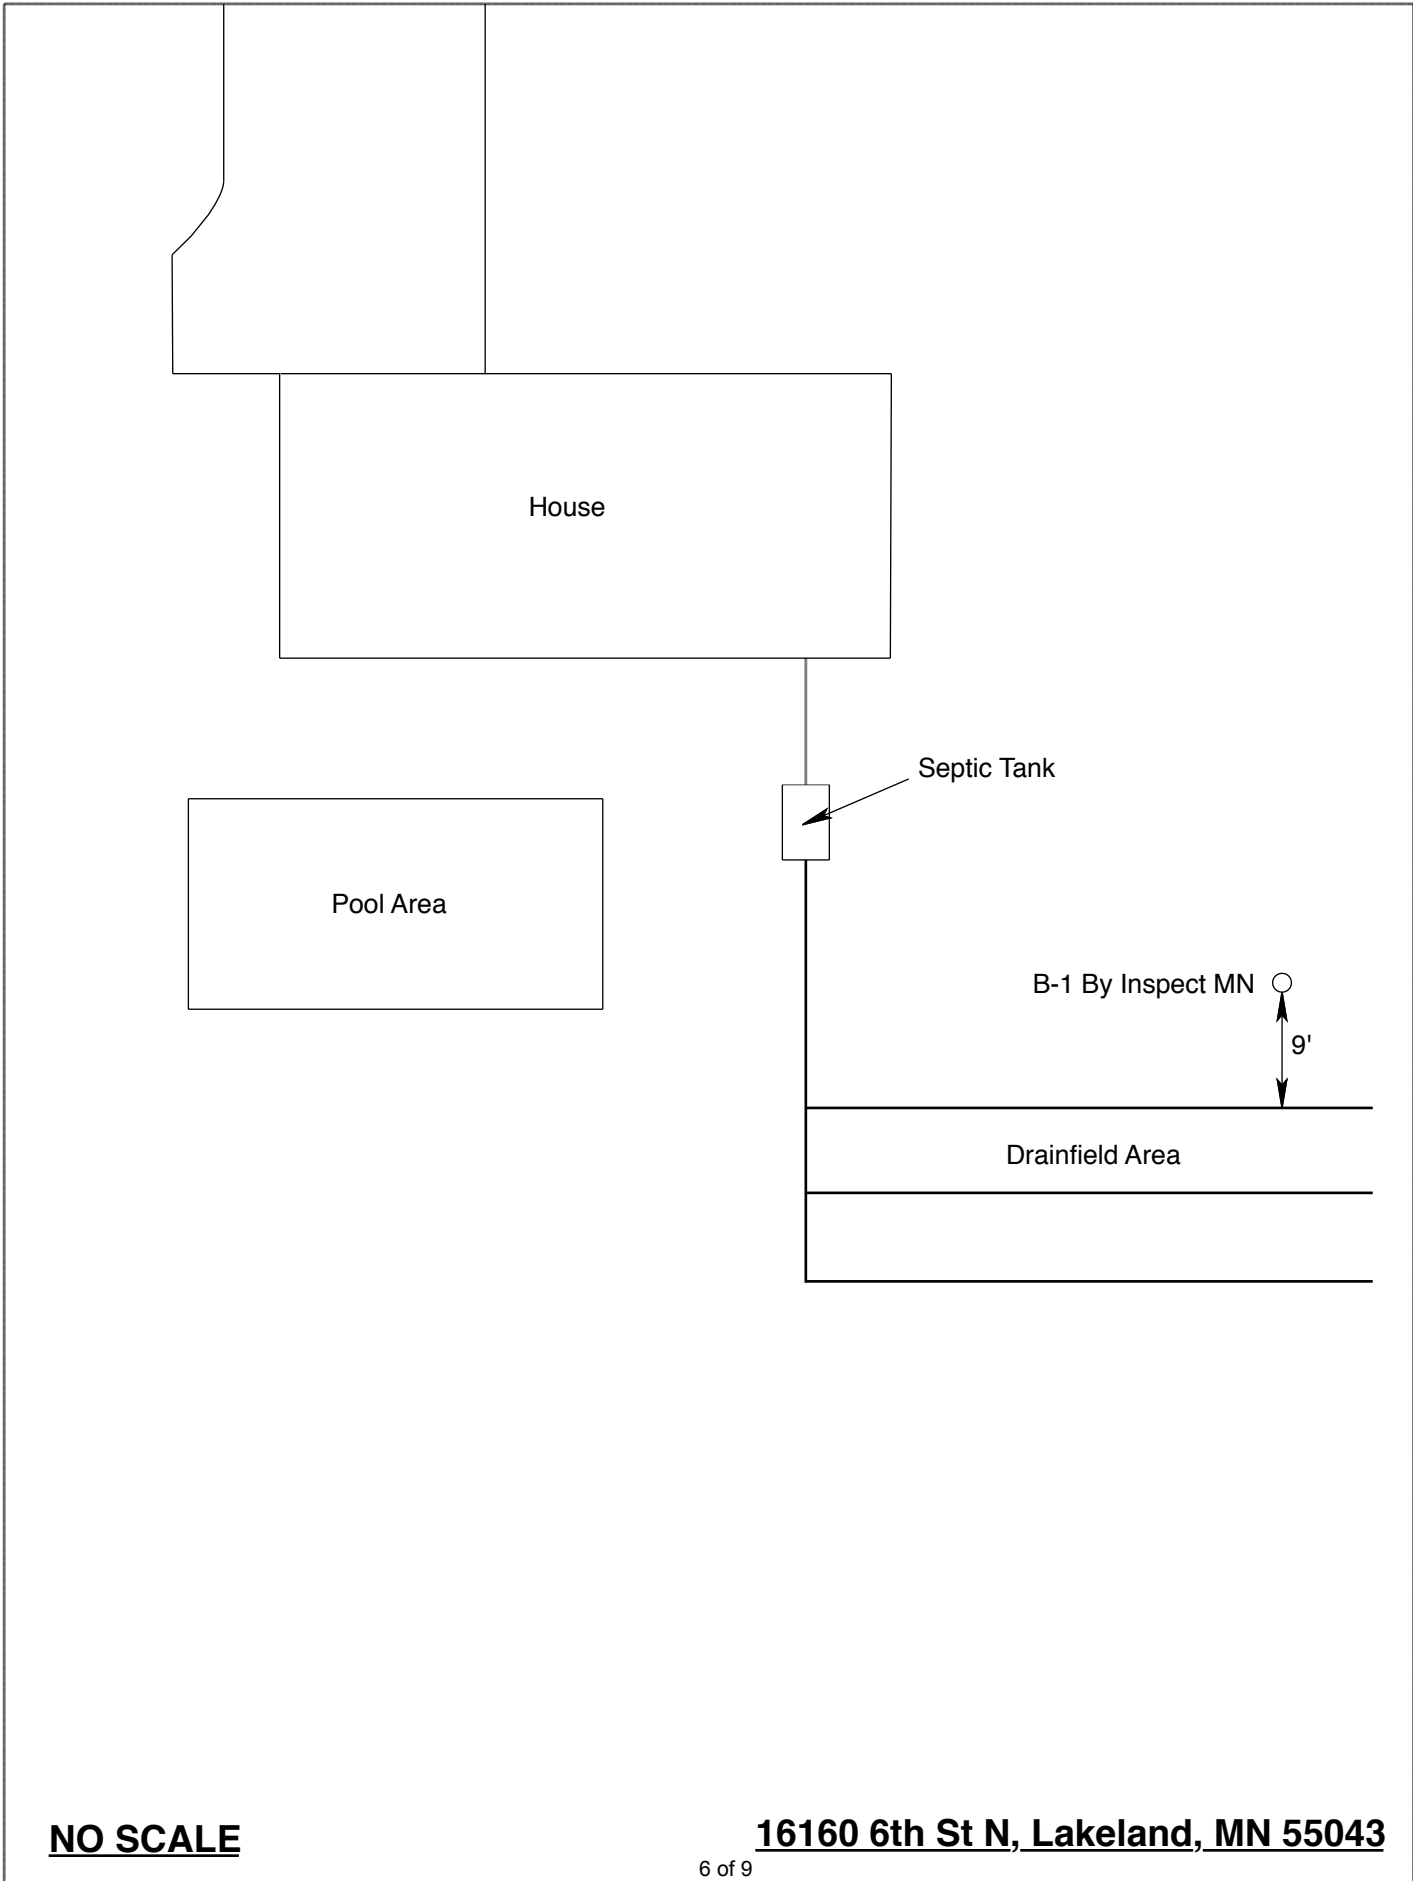 House
Septic Tank
Pool Area
B-1 By Inspect MN
9'
Drainfield Area
NO SCALE
16160 6th St N, Lakeland, MN 55043
6 of 9